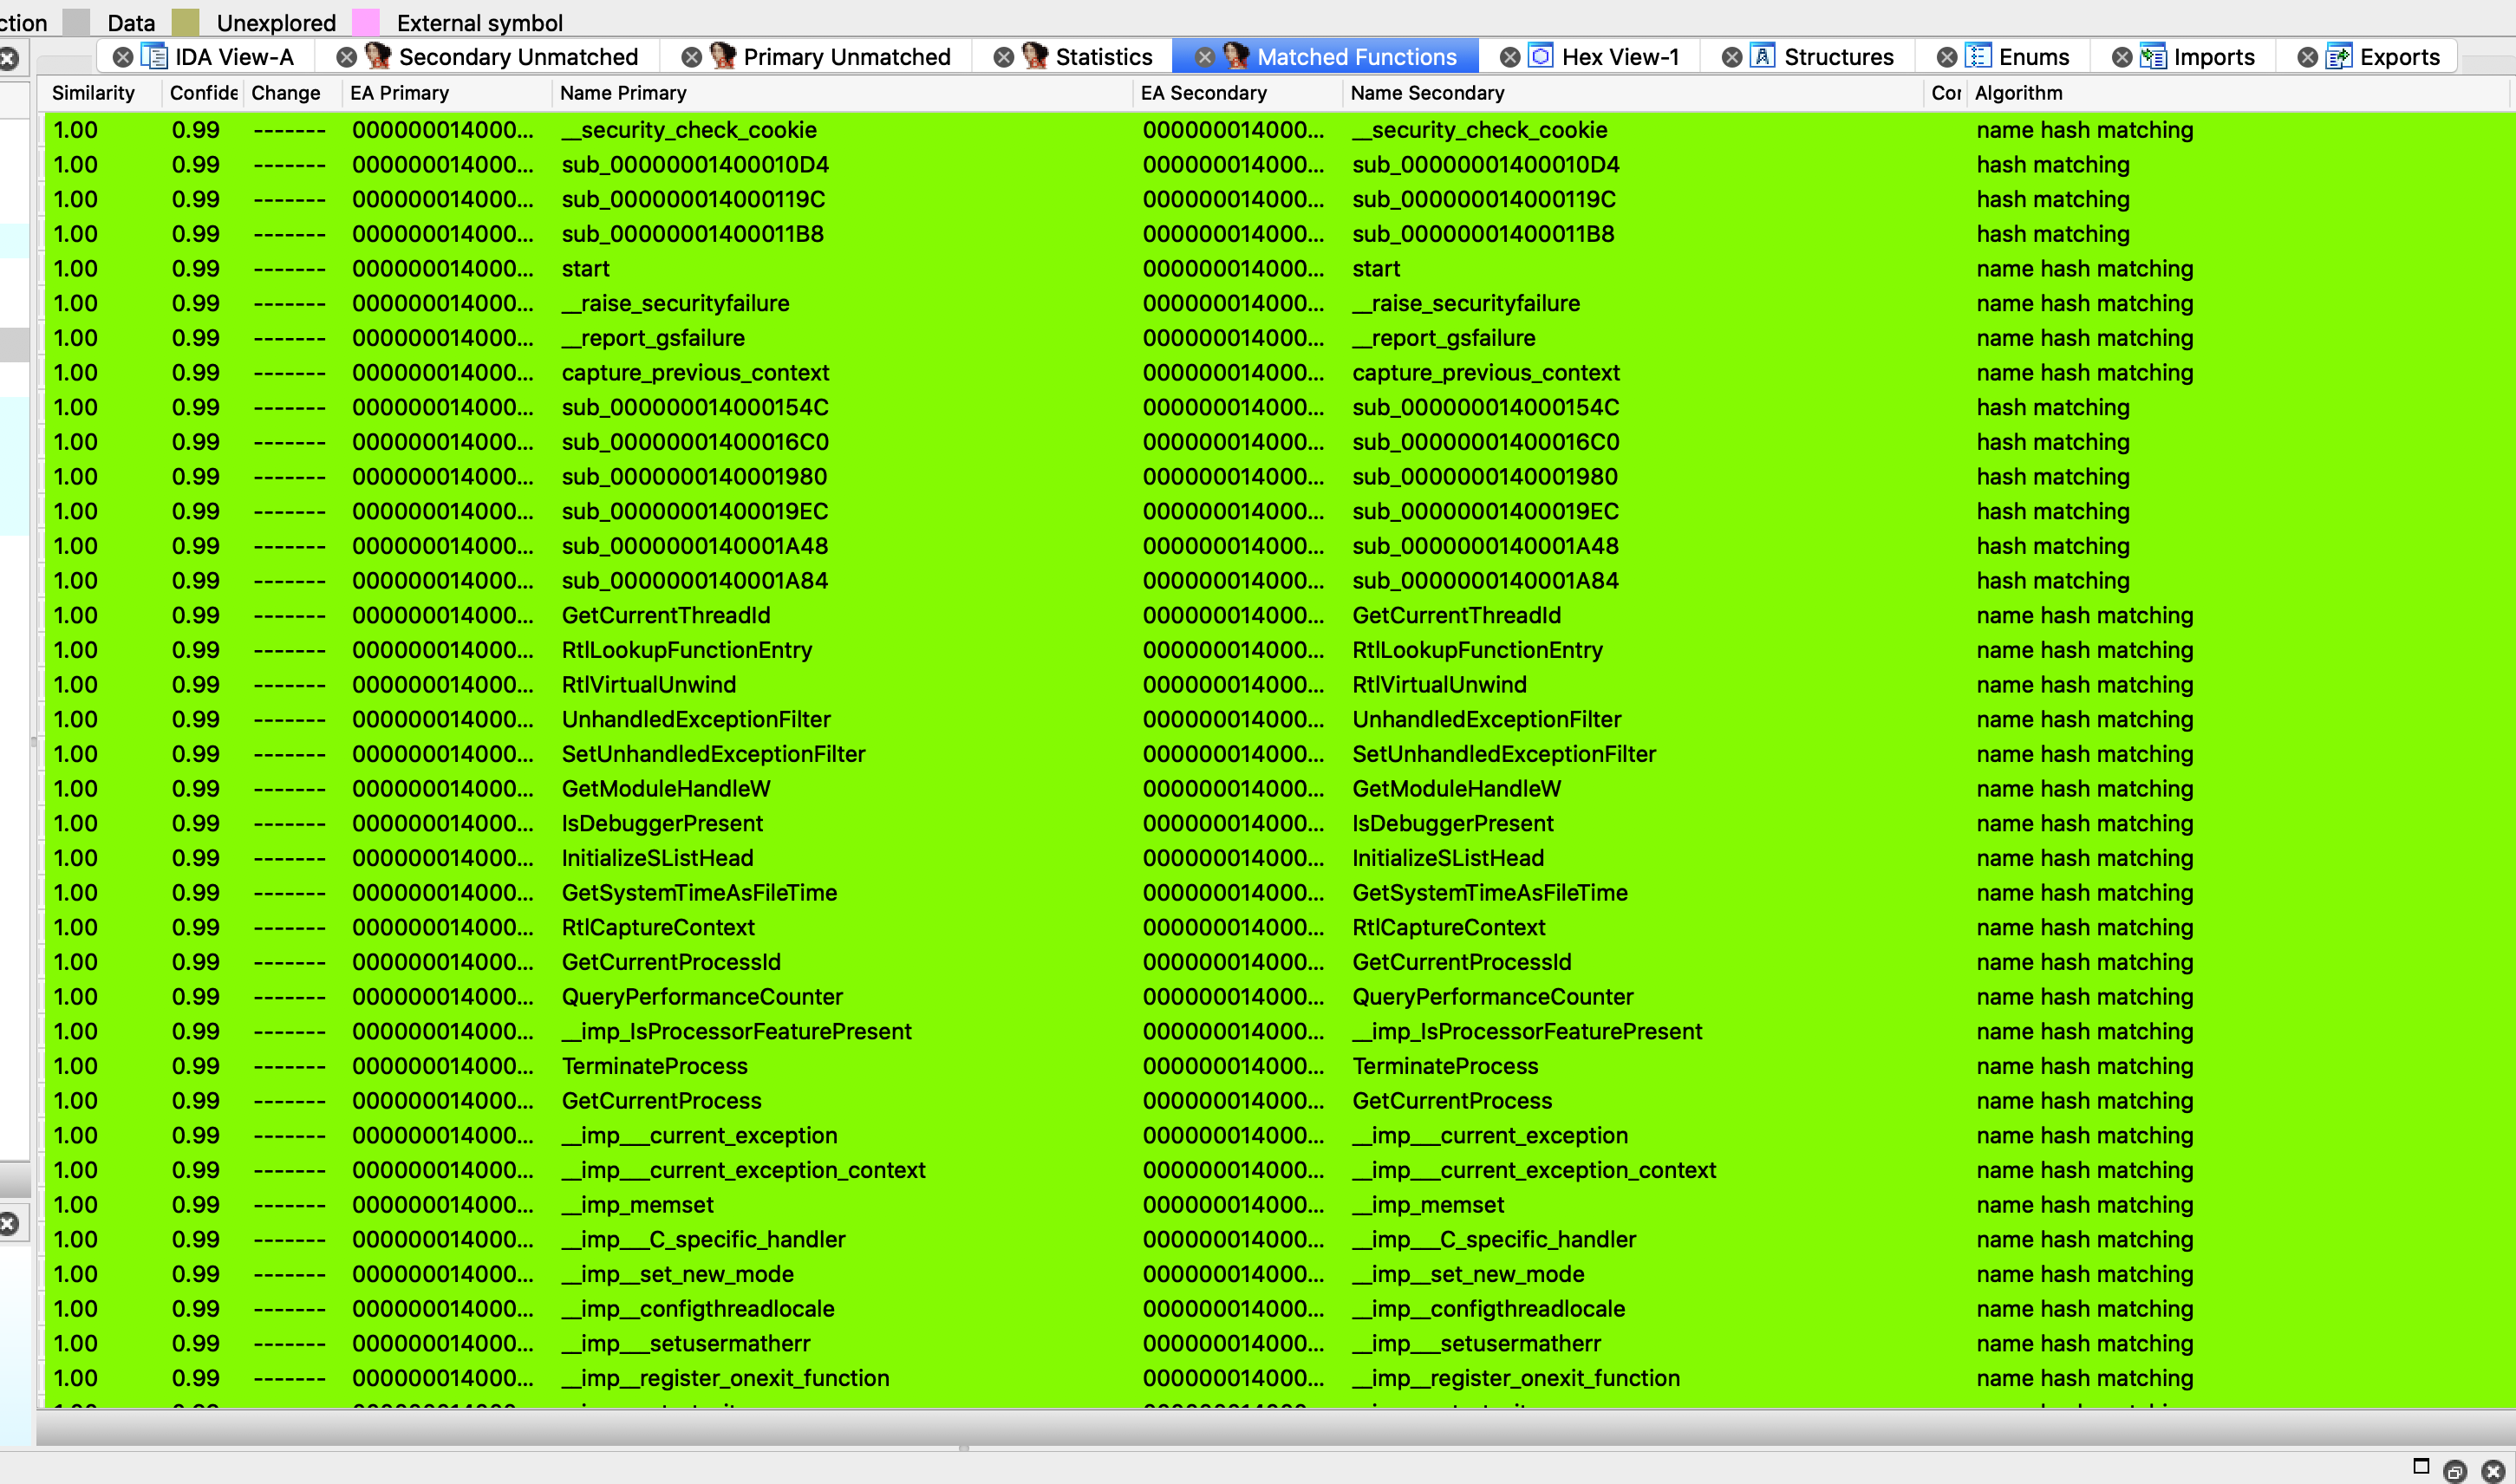 ction Data Unexplored External symbol
IDA View-A Secondary Unmatched Primary Unmatched Statistics Matched Functions Hex View-1 Structures Enums Imports Exports
Similarity Confide Change EA Primary Name Primary EA Secondary Name Secondary Cor Algorithm
1.00 0.99 ------- 000000014000... __security_check_cookie 000000014000... __security_check_cookie name hash matching
1.00 0.99 ------- 000000014000... sub_00000001400010D4 000000014000... sub_00000001400010D4 hash matching
1.00 0.99 ------- 000000014000... sub_000000014000119C 000000014000... sub_000000014000119C hash matching
1.00 0.99 ------- 000000014000... sub_00000001400011B8 000000014000... sub_00000001400011B8 hash matching
1.00 0.99 ------- 000000014000... start 000000014000... start name hash matching
1.00 0.99 ------- 000000014000... __raise_securityfailure 000000014000... __raise_securityfailure name hash matching
1.00 0.99 ------- 000000014000... __report_gsfailure 000000014000... __report_gsfailure name hash matching
1.00 0.99 ------- 000000014000... capture_previous_context 000000014000... capture_previous_context name hash matching
1.00 0.99 ------- 000000014000... sub_000000014000154C 000000014000... sub_000000014000154C hash matching
1.00 0.99 ------- 000000014000... sub_00000001400016C0 000000014000... sub_00000001400016C0 hash matching
1.00 0.99 ------- 000000014000... sub_0000000140001980 000000014000... sub_0000000140001980 hash matching
1.00 0.99 ------- 000000014000... sub_00000001400019EC 000000014000... sub_00000001400019EC hash matching
1.00 0.99 ------- 000000014000... sub_0000000140001A48 000000014000... sub_0000000140001A48 hash matching
1.00 0.99 ------- 000000014000... sub_0000000140001A84 000000014000... sub_0000000140001A84 hash matching
1.00 0.99 ------- 000000014000... GetCurrentThreadId 000000014000... GetCurrentThreadId name hash matching
1.00 0.99 ------- 000000014000... RtlLookupFunctionEntry 000000014000... RtlLookupFunctionEntry name hash matching
1.00 0.99 ------- 000000014000... RtlVirtualUnwind 000000014000... RtlVirtualUnwind name hash matching
1.00 0.99 ------- 000000014000... UnhandledExceptionFilter 000000014000... UnhandledExceptionFilter name hash matching
1.00 0.99 ------- 000000014000... SetUnhandledExceptionFilter 000000014000... SetUnhandledExceptionFilter name hash matching
1.00 0.99 ------- 000000014000... GetModuleHandleW 000000014000... GetModuleHandleW name hash matching
1.00 0.99 ------- 000000014000... IsDebuggerPresent 000000014000... IsDebuggerPresent name hash matching
1.00 0.99 ------- 000000014000... InitializeSListHead 000000014000... InitializeSListHead name hash matching
1.00 0.99 ------- 000000014000... GetSystemTimeAsFileTime 000000014000... GetSystemTimeAsFileTime name hash matching
1.00 0.99 ------- 000000014000... RtlCaptureContext 000000014000... RtlCaptureContext name hash matching
1.00 0.99 ------- 000000014000... GetCurrentProcessId 000000014000... GetCurrentProcessId name hash matching
1.00 0.99 ------- 000000014000... QueryPerformanceCounter 000000014000... QueryPerformanceCounter name hash matching
1.00 0.99 ------- 000000014000... __imp_IsProcessorFeaturePresent 000000014000... __imp_IsProcessorFeaturePresent name hash matching
1.00 0.99 ------- 000000014000... TerminateProcess 000000014000... TerminateProcess name hash matching
1.00 0.99 ------- 000000014000... GetCurrentProcess 000000014000... GetCurrentProcess name hash matching
1.00 0.99 ------- 000000014000... __imp___current_exception 000000014000... __imp___current_exception name hash matching
1.00 0.99 ------- 000000014000... __imp___current_exception_context 000000014000... __imp___current_exception_context name hash matching
1.00 0.99 ------- 000000014000... __imp_memset 000000014000... __imp_memset name hash matching
1.00 0.99 ------- 000000014000... __imp___C_specific_handler 000000014000... __imp___C_specific_handler name hash matching
1.00 0.99 ------- 000000014000... __imp__set_new_mode 000000014000... __imp__set_new_mode name hash matching
1.00 0.99 ------- 000000014000... __imp__configthreadlocale 000000014000... __imp__configthreadlocale name hash matching
1.00 0.99 ------- 000000014000... __imp___setusermatherr 000000014000... __imp___setusermatherr name hash matching
1.00 0.99 ------- 000000014000... __imp__register_onexit_function 000000014000... __imp__register_onexit_function name hash matching